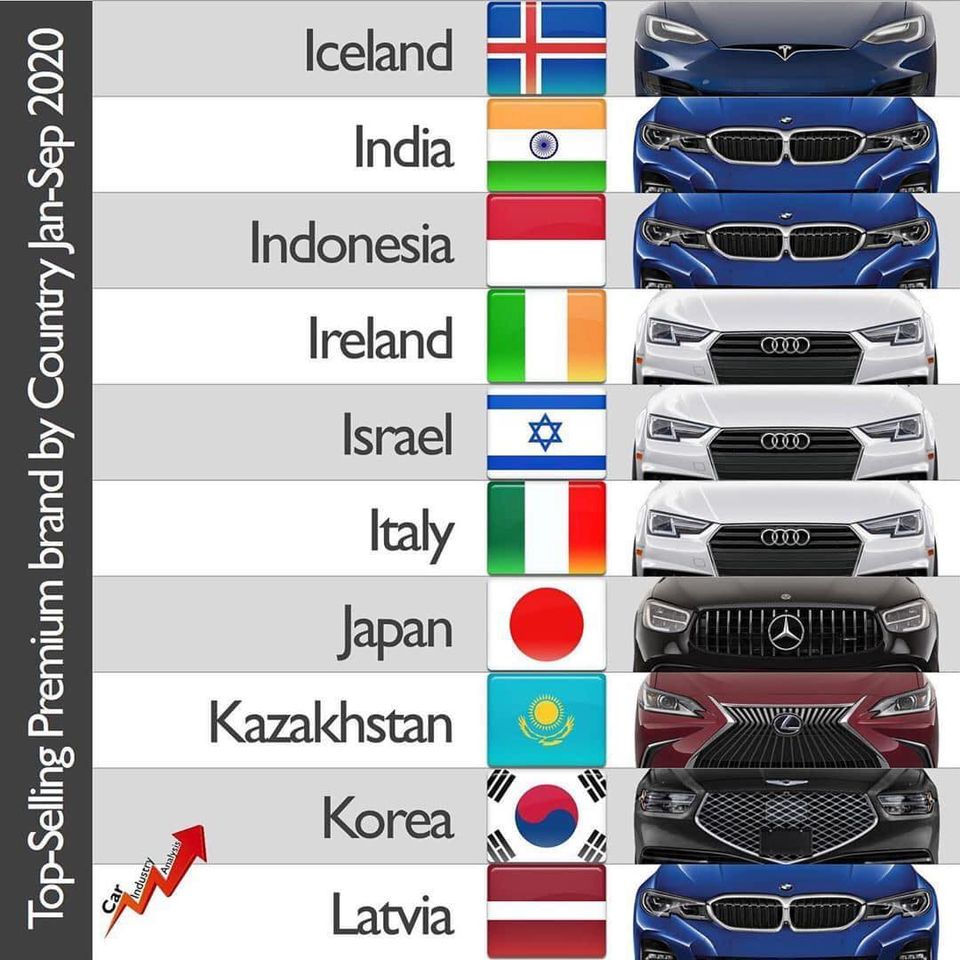 Top-Selling Premium brand by Country Jan-Sep 2020
Iceland
India
Indonesia
Ireland
Israel
Italy
Japan
Kazakhstan
Korea
Latvia
Car
Industry
Analysis